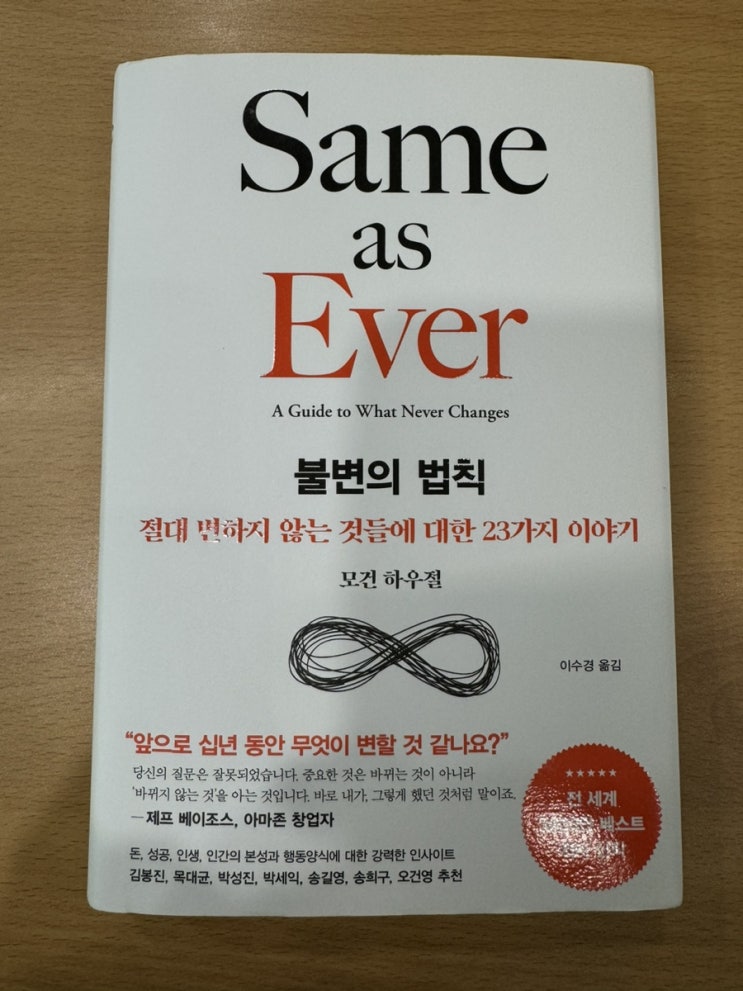 Same
as
Ever
A Guide to What Never Changes
불변의 법칙
절대 변하지 않는 것들에 대한 23가지 이야기
모건 하우절
이수경 옮김
“앞으로 십년 동안 무엇이 변할 것 같나요?”
당신의 질문은 잘못되었습니다. 중요한 것은 바뀌는 것이 아니라
‘바뀌지 않는 것’을 아는 것입니다. 바로 내가, 그렇게 했던 것처럼 말이죠.
— 제프 베이조스, 아마존 창업자
돈, 성공, 인생, 인간의 본성과 행동양식에 대한 강력한 인사이트
김봉진, 목대균, 박성진, 박세익, 송길영, 송희구, 오건영 추천
★★★★★
전 세계
베스트